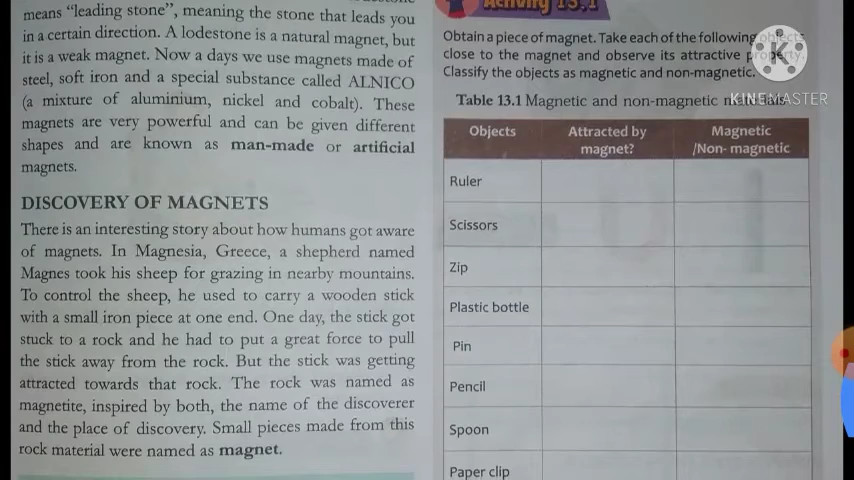 means “leading stone”, meaning the stone that leads you
in a certain direction. A lodestone is a natural magnet, but
it is a weak magnet. Now a days we use magnets made of
steel, soft iron and a special substance called ALNICO
(a mixture of aluminium, nickel and cobalt). These
magnets are very powerful and can be given different
shapes and are known as man-made or artificial
magnets.
DISCOVERY OF MAGNETS
There is an interesting story about how humans got aware
of magnets. In Magnesia, Greece, a shepherd named
Magnes took his sheep for grazing in nearby mountains.
To control the sheep, he used to carry a wooden stick
with a small iron piece at one end. One day, the stick got
stuck to a rock and he had to put a great force to pull
the stick away from the rock. But the stick was getting
attracted towards that rock. The rock was named as
magnetite, inspired by both, the name of the discoverer
and the place of discovery. Small pieces made from this
rock material were named as magnet.
Activity 13.1
Obtain a piece of magnet. Take each of the following objects
close to the magnet and observe its attractive property.
Classify the objects as magnetic and non-magnetic.
KINEMASTER
Table 13.1 Magnetic and non-magnetic materials
Objects
Attracted by
magnet?
Magnetic
/Non- magnetic
Ruler
Scissors
Zip
Plastic bottle
Pin
Pencil
Spoon
Paper clip